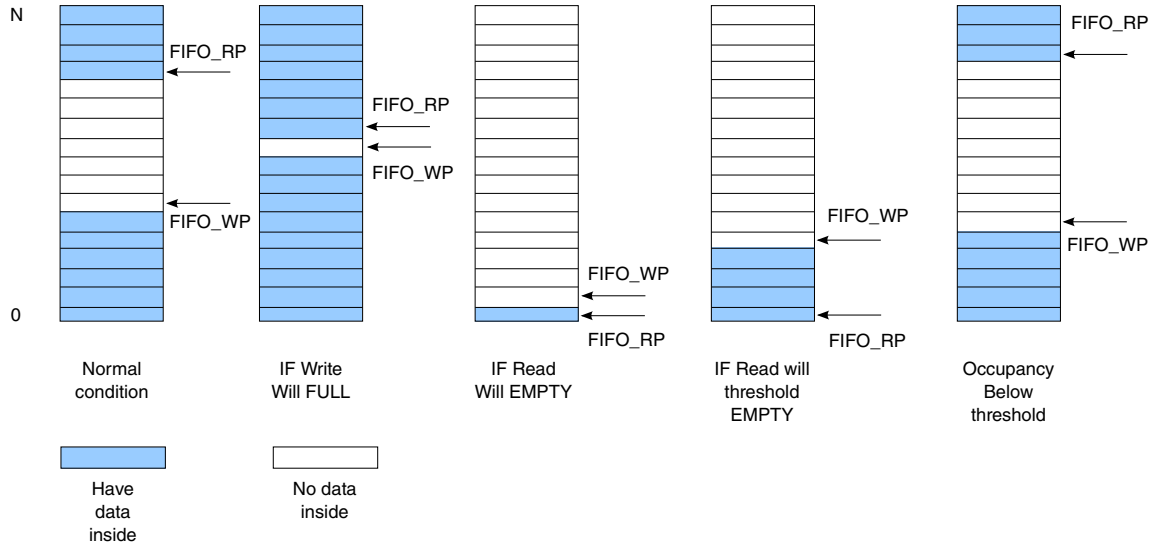 N
0
FIFO_RP
FIFO_WP
Normal
condition
FIFO_RP
FIFO_WP
IF Write
Will FULL
FIFO_WP
FIFO_RP
IF Read
Will EMPTY
FIFO_WP
FIFO_RP
IF Read will
threshold
EMPTY
FIFO_RP
FIFO_WP
Occupancy
Below
threshold
Have
data
inside
No data
inside